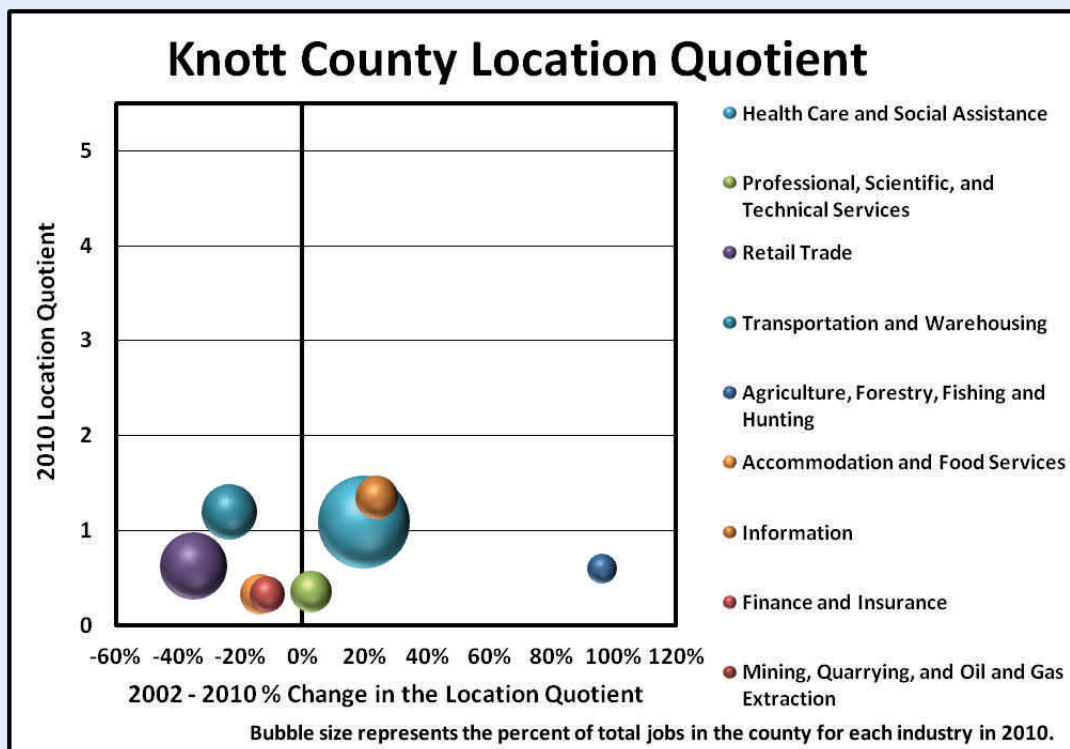 Knott County Location Quotient
5
4
3
2
1
0
2010 Location Quotient
-60% -40% -20% 0% 20% 40% 60% 80% 100% 120%
2002 - 2010 % Change in the Location Quotient
Health Care and Social Assistance
Professional, Scientific, and
Technical Services
Retail Trade
Transportation and Warehousing
Agriculture, Forestry, Fishing and
Hunting
Accommodation and Food Services
Information
Finance and Insurance
Mining, Quarrying, and Oil and Gas
Extraction
Bubble size represents the percent of total jobs in the county for each industry in 2010.